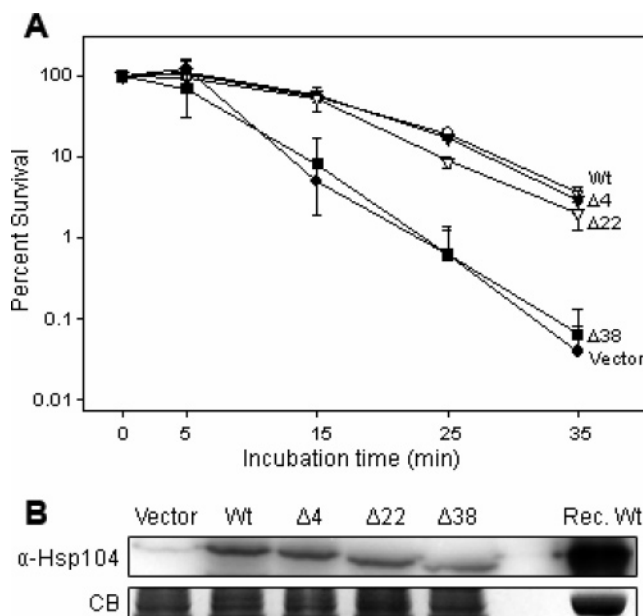 A
Percent Survival
100
10
1
0.1
0.01
Wt
Δ4
Δ22
Δ38
Vector
0 5 15 25 35
Incubation time (min)
B
Vector Wt Δ4 Δ22 Δ38 Rec. Wt
α-Hsp104
CB